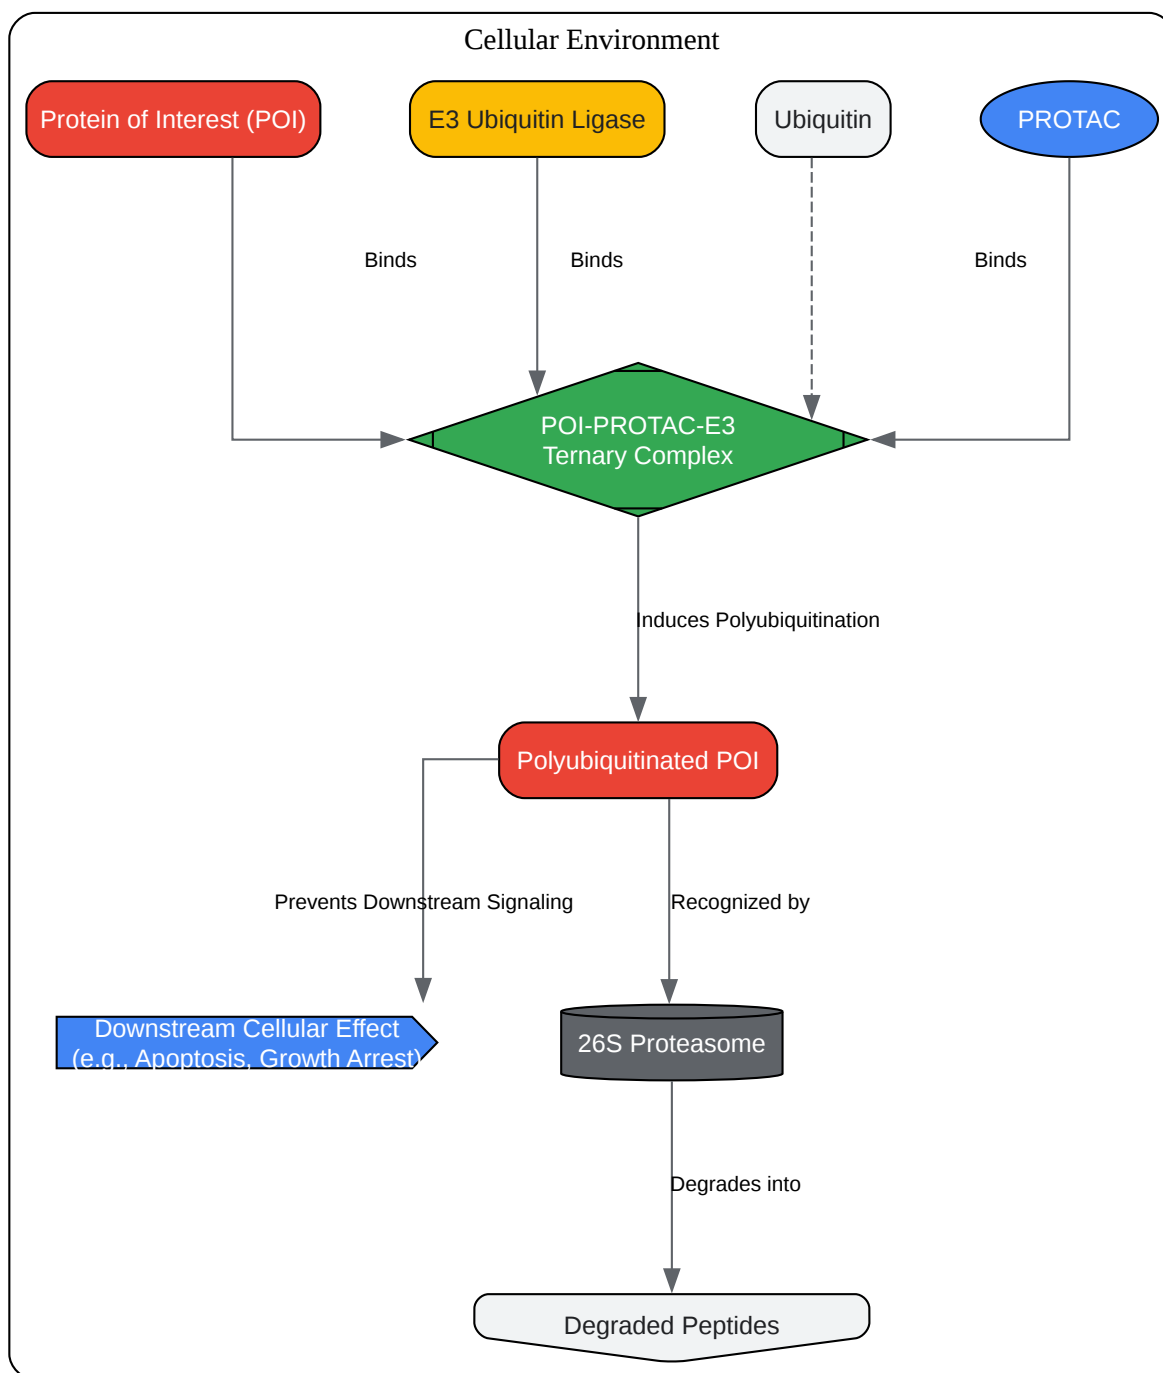 Cellular Environment
Protein of Interest (POI)
E3 Ubiquitin Ligase
Ubiquitin
PROTAC
Binds
Binds
Binds
POI-PROTAC-E3
Ternary Complex
Induces Polyubiquitination
Polyubiquitinated POI
Prevents Downstream Signaling
Recognized by
Downstream Cellular Effect
(e.g., Apoptosis, Growth Arrest)
26S Proteasome
Degrades into
Degraded Peptides